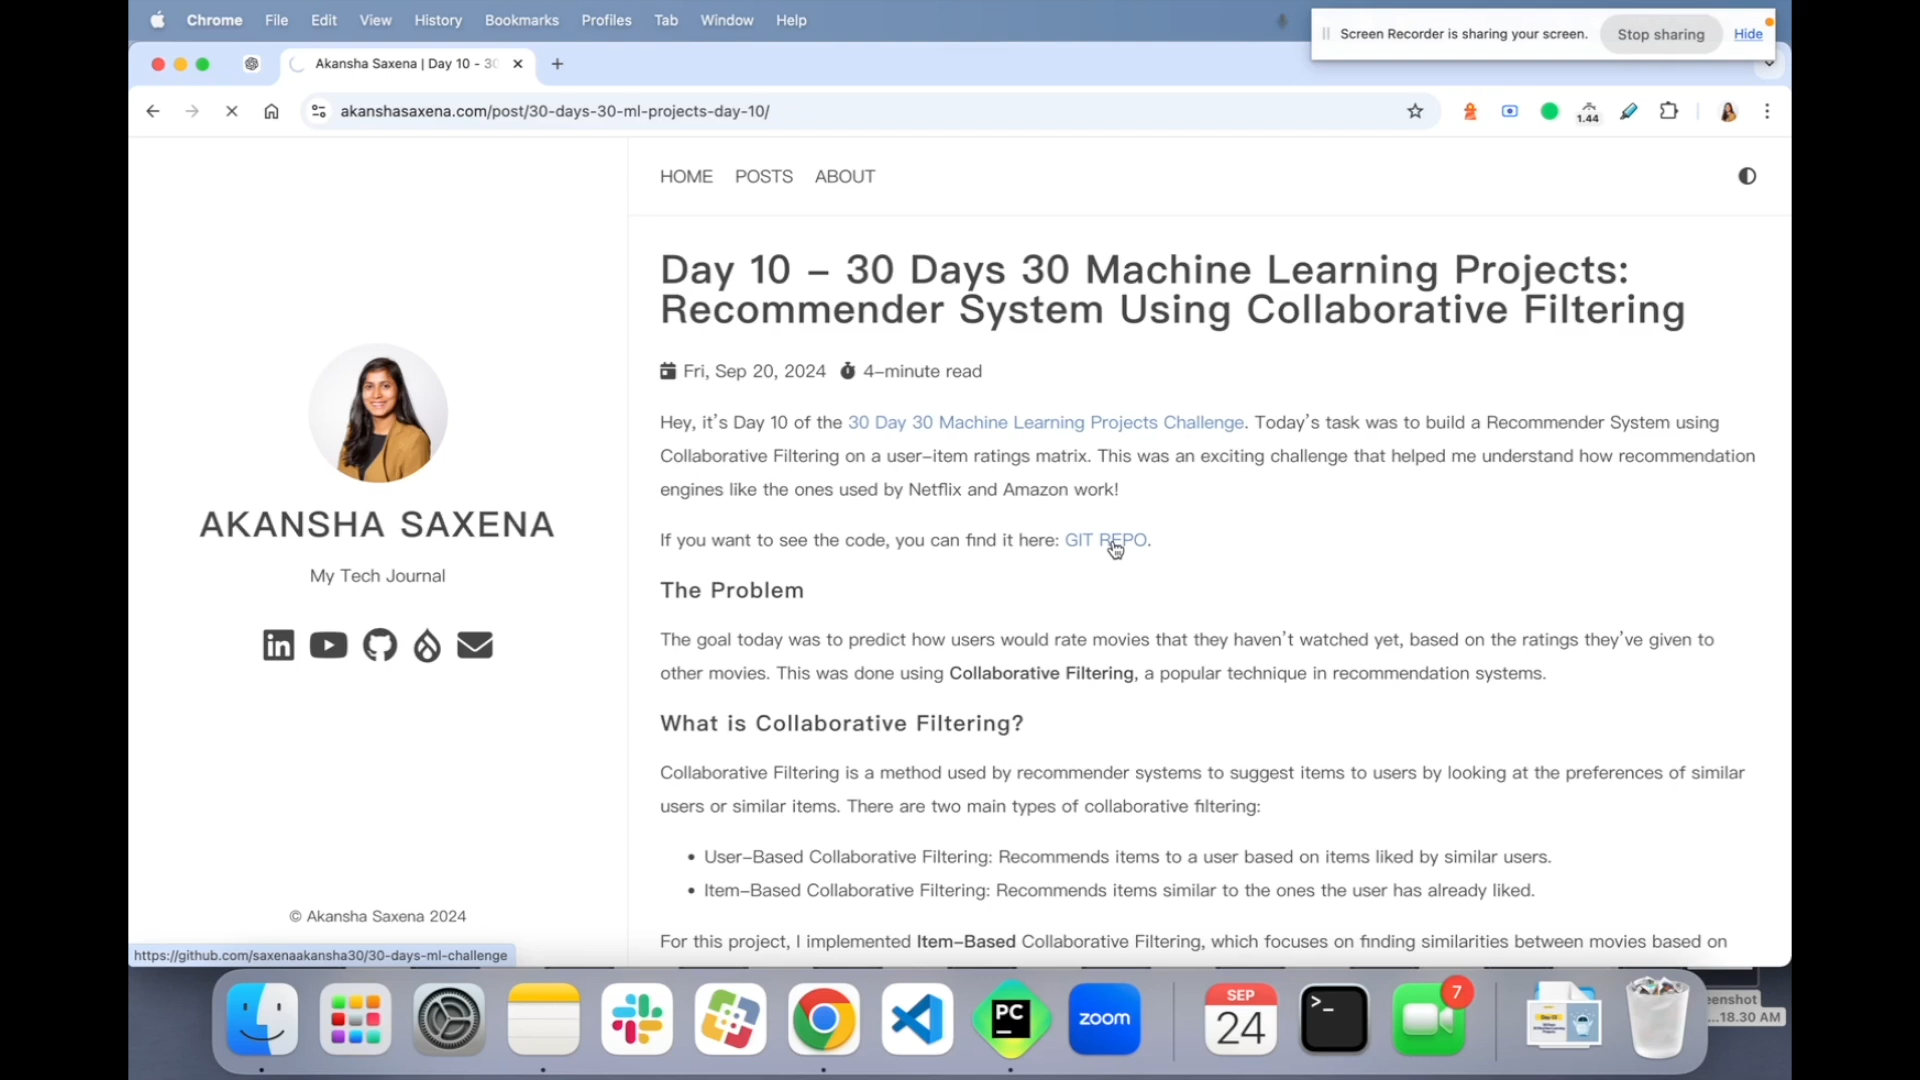 Chrome File Edit View History Bookmarks Profiles Tab Window Help
Screen Recorder is sharing your screen. Stop sharing Hide
Akansha Saxena | Day 10 - 30
akanshasaxena.com/post/30-days-30-ml-projects-day-10/
1.44
HOME POSTS ABOUT
Day 10 – 30 Days 30 Machine Learning Projects:
Recommender System Using Collaborative Filtering
Fri, Sep 20, 2024 4-minute read
Hey, it's Day 10 of the 30 Day 30 Machine Learning Projects Challenge. Today's task was to build a Recommender System using
Collaborative Filtering on a user-item ratings matrix. This was an exciting challenge that helped me understand how recommendation
engines like the ones used by Netflix and Amazon work!
If you want to see the code, you can find it here: GIT REPO.
The Problem
The goal today was to predict how users would rate movies that they haven't watched yet, based on the ratings they've given to
other movies. This was done using Collaborative Filtering, a popular technique in recommendation systems.
What is Collaborative Filtering?
Collaborative Filtering is a method used by recommender systems to suggest items to users by looking at the preferences of similar
users or similar items. There are two main types of collaborative filtering:
• User-Based Collaborative Filtering: Recommends items to a user based on items liked by similar users.
• Item-Based Collaborative Filtering: Recommends items similar to the ones the user has already liked.
For this project, I implemented Item-Based Collaborative Filtering, which focuses on finding similarities between movies based on
AKANSHA SAXENA
My Tech Journal
© Akansha Saxena 2024
https://github.com/saxenaakansha30/30-days-ml-challenge
PC
zoom
SEP
24
>_
7
eenshot
...18.30 AM